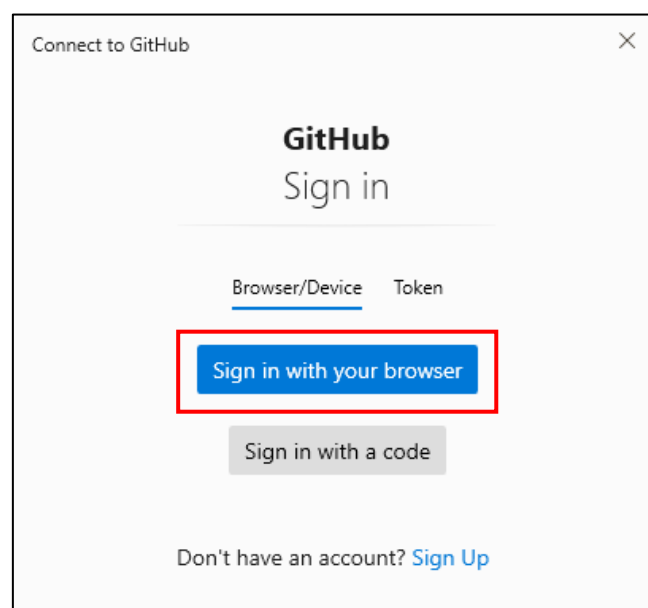 Connect to GitHub
GitHub
Sign in
Browser/Device Token
Sign in with your browser
Sign in with a code
Don't have an account? Sign Up